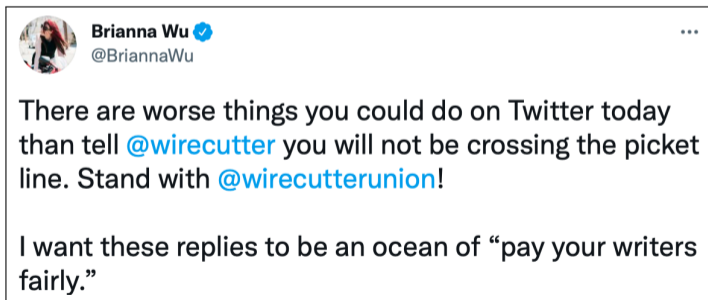 Brianna Wu
@BriannaWu
There are worse things you could do on Twitter today
than tell @wirecutter you will not be crossing the picket
line. Stand with @wirecutterunion!
I want these replies to be an ocean of “pay your writers
fairly.”